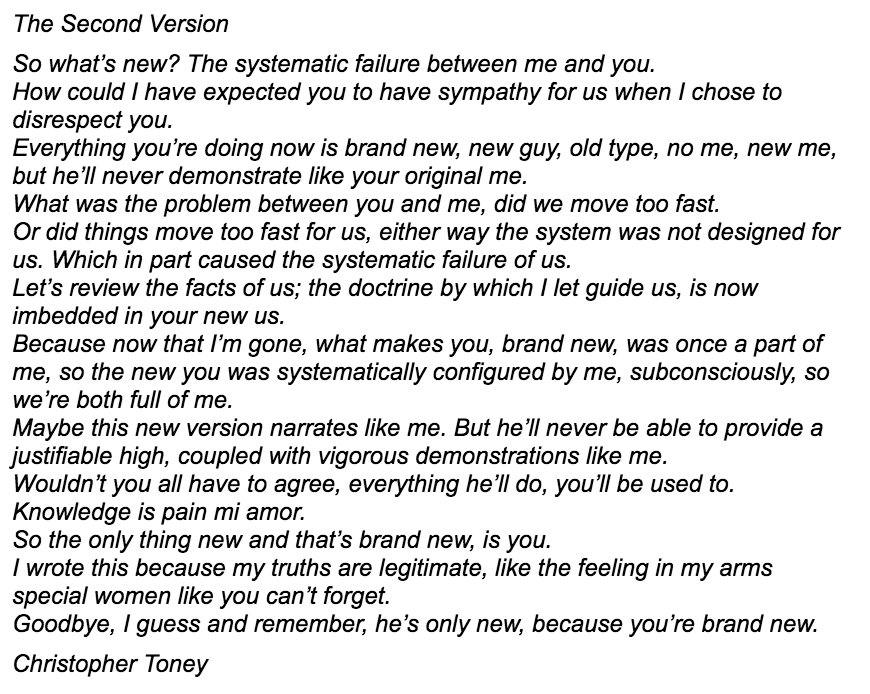 The Second Version
So what’s new? The systematic failure between me and you.
How could I have expected you to have sympathy for us when I chose to
disrespect you.
Everything you’re doing now is brand new, new guy, old type, no me, new me,
but he’ll never demonstrate like your original me.
What was the problem between you and me, did we move too fast.
Or did things move too fast for us, either way the system was not designed for
us. Which in part caused the systematic failure of us.
Let’s review the facts of us; the doctrine by which I let guide us, is now
imbedded in your new us.
Because now that I’m gone, what makes you, brand new, was once a part of
me, so the new you was systematically configured by me, subconsciously, so
we’re both full of me.
Maybe this new version narrates like me. But he’ll never be able to provide a
justifiable high, coupled with vigorous demonstrations like me.
Wouldn’t you all have to agree, everything he’ll do, you’ll be used to.
Knowledge is pain mi amor.
So the only thing new and that’s brand new, is you.
I wrote this because my truths are legitimate, like the feeling in my arms
special women like you can’t forget.
Goodbye, I guess and remember, he’s only new, because you’re brand new.
Christopher Toney